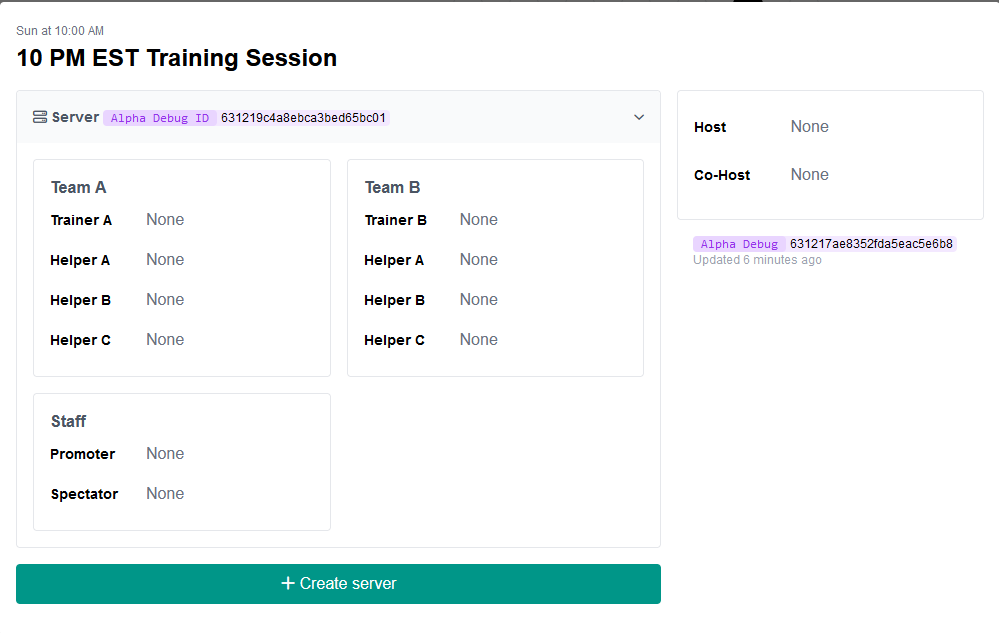 Sun at 10:00 AM
10 PM EST Training Session
Server Alpha Debug ID 631219c4a8ebca3bed65bc01
Team A
Trainer A None
Helper A None
Helper B None
Helper C None
Team B
Trainer B None
Helper A None
Helper B None
Helper C None
Staff
Promoter None
Spectator None
+ Create server
Host None
Co-Host None
Alpha Debug 631217ae8352fda5eac5e6b8
Updated 6 minutes ago